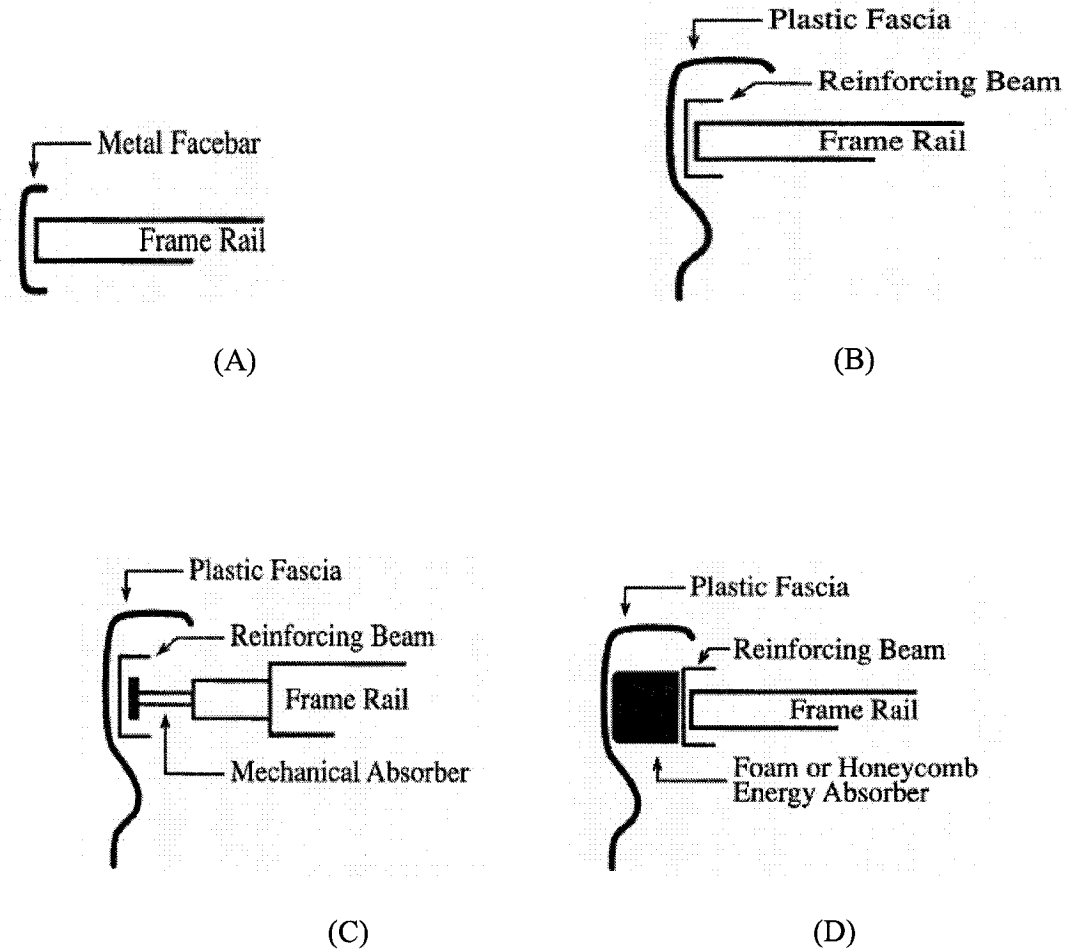 Metal Facebar
Frame Rail
(A)
Plastic Fascia
Reinforcing Beam
Frame Rail
(B)
Plastic Fascia
Reinforcing Beam
Frame Rail
Mechanical Absorber
(C)
Plastic Fascia
Reinforcing Beam
Frame Rail
Foam or Honeycomb
Energy Absorber
(D)